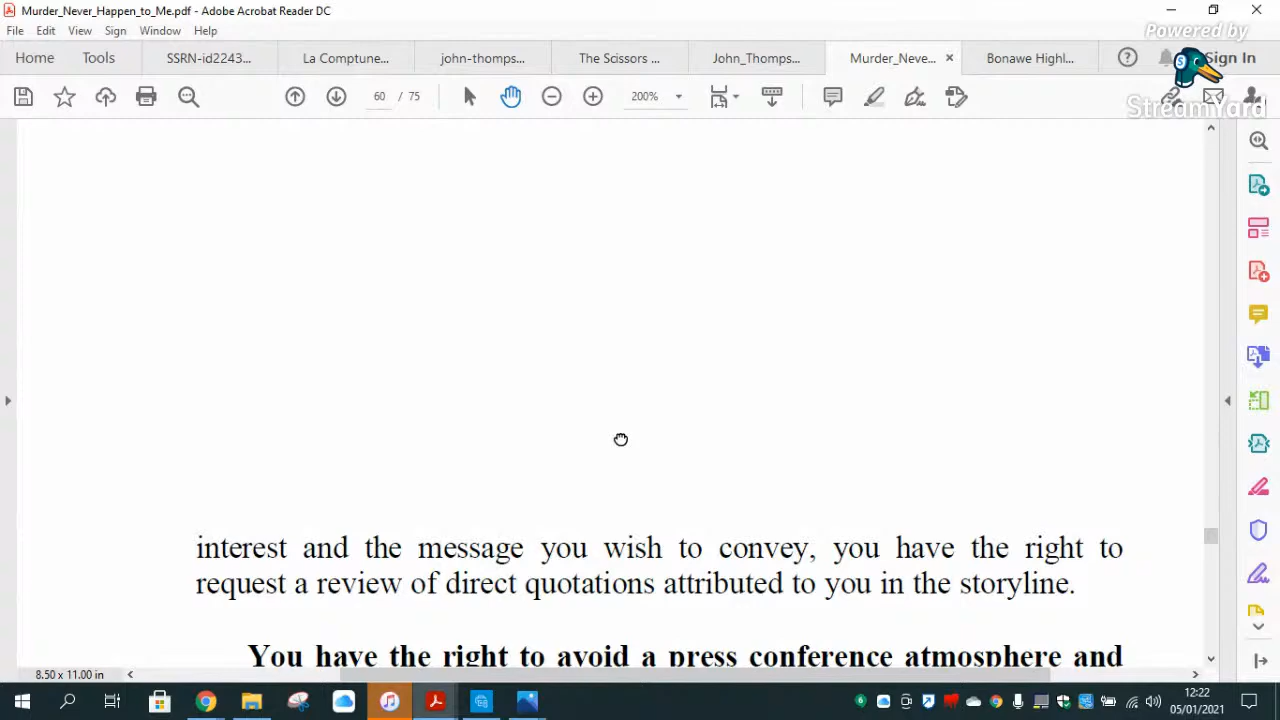 Murder_Never_Happen_to_Me.pdf - Adobe Acrobat Reader DC
File Edit View Sign Window Help
Powered by
StreamYard
Home Tools SSRN-id2243... La Comptune... john-thomps... The Scissors ... John_Thomps... Murder_Neve... Bonawe Highl... Sign In
60 / 75 200%
interest and the message you wish to convey, you have the right to
request a review of direct quotations attributed to you in the storyline.
You have the right to avoid a press conference atmosphere and
8.50 x 11.00 in
12:22
05/01/2021